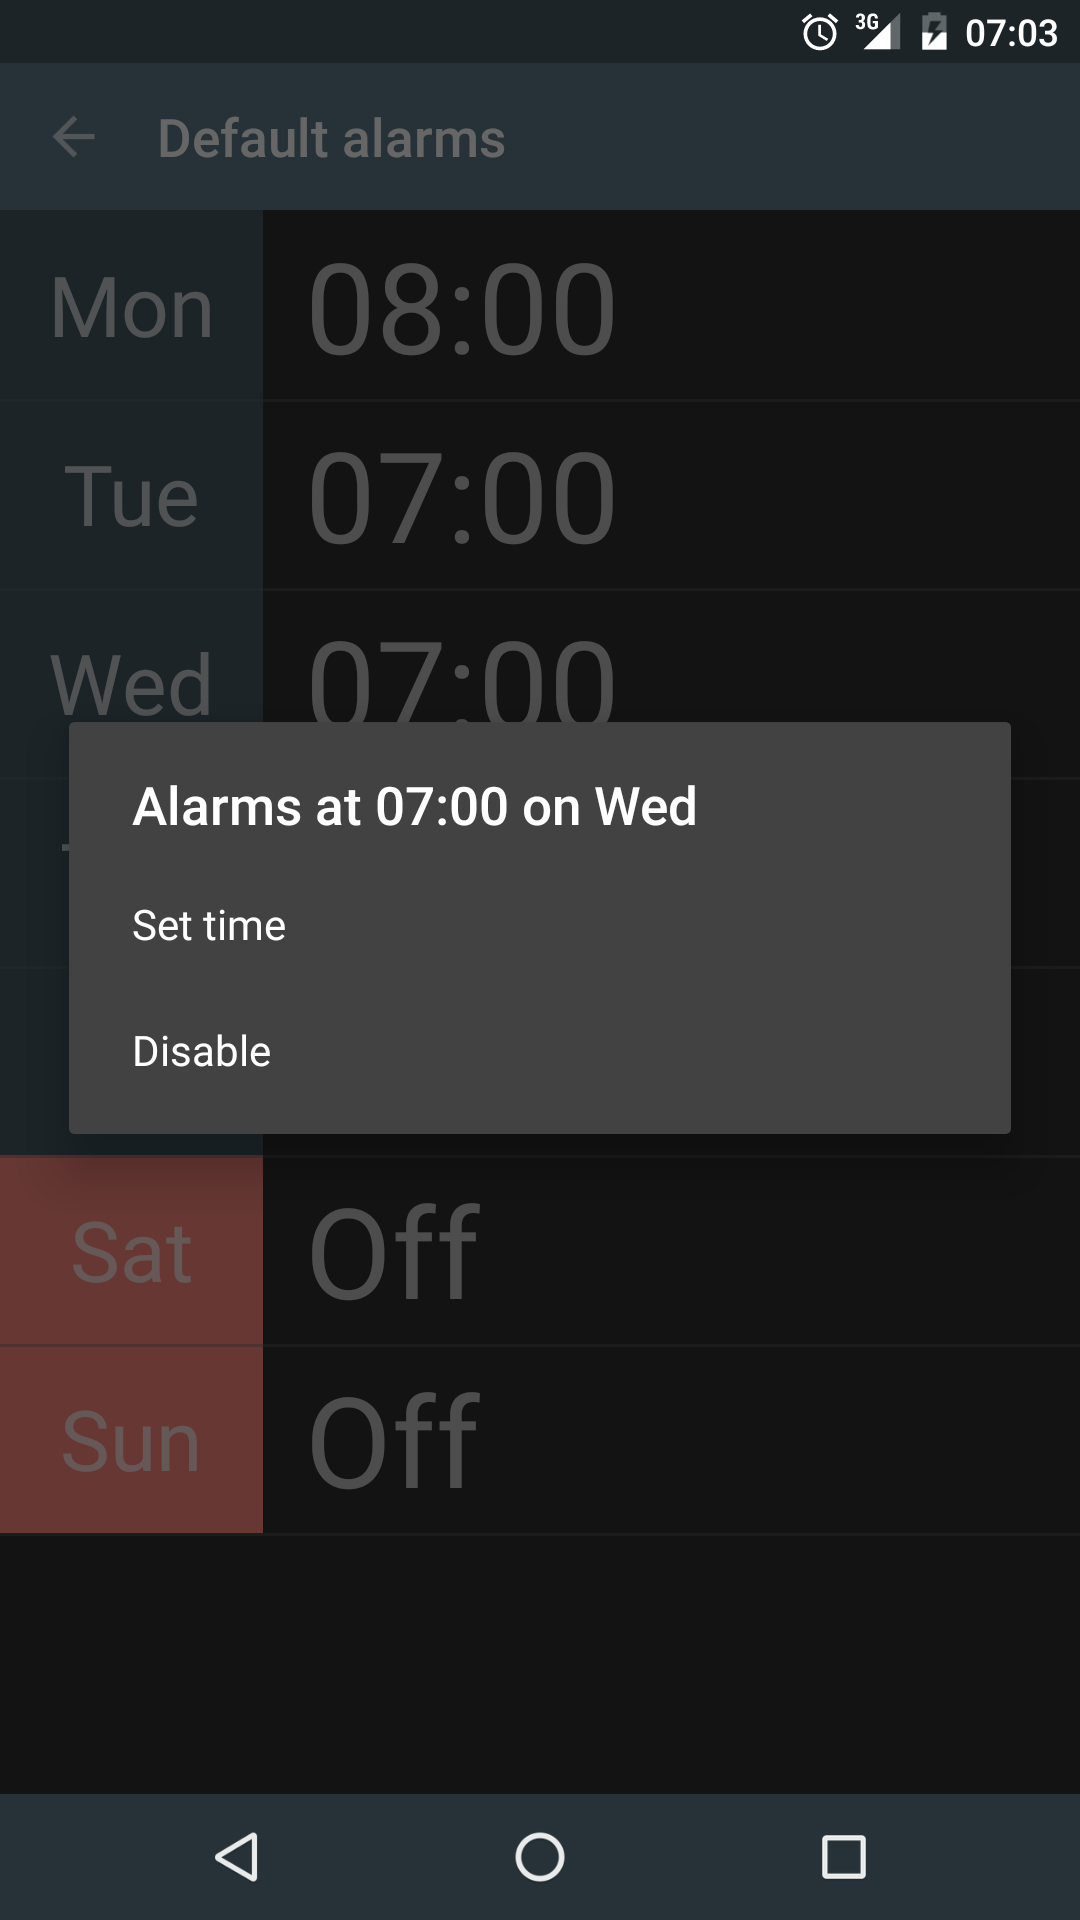 3G 07:03
Default alarms
Mon 08:00
Tue 07:00
Wed 07:00
Alarms at 07:00 on Wed
Set time
Disable
Sat Off
Sun Off